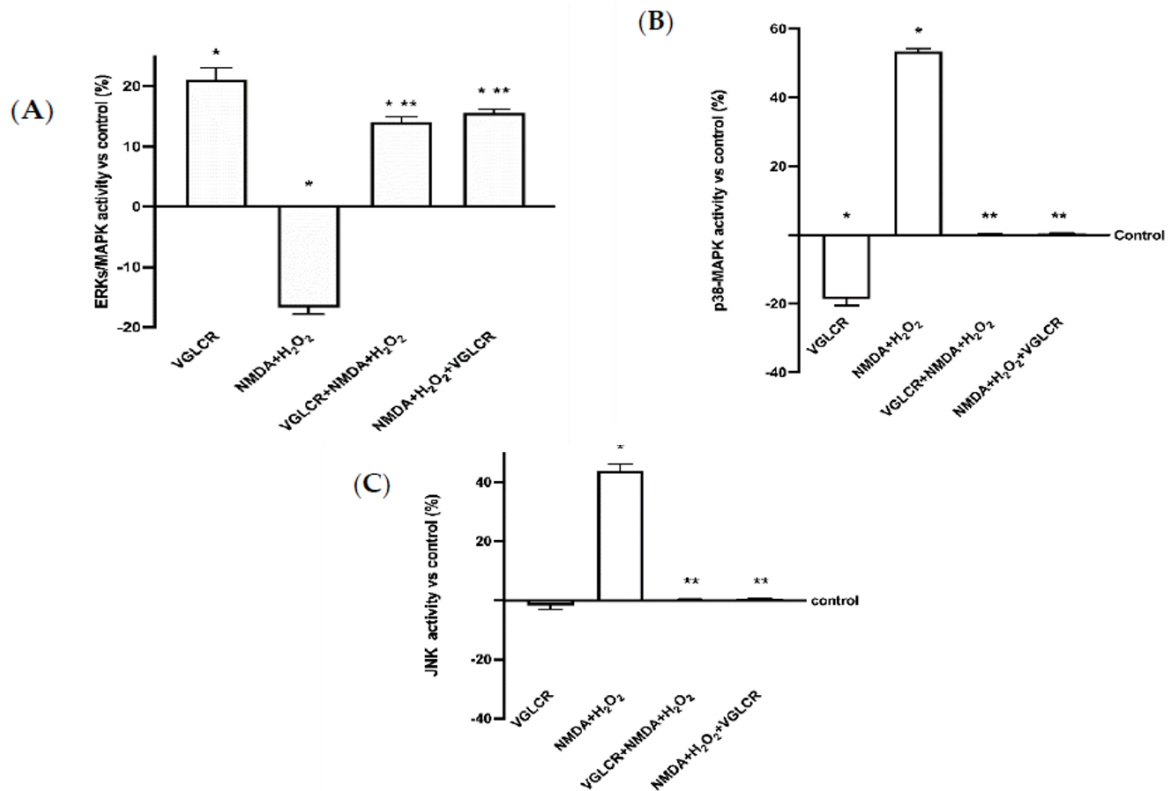 (A)
ERKs/MAPK activity vs control (%)
20
10
0
-10
-20
*
*
* **
* **
VGLCR
NMDA+H₂O₂
VGLCR+NMDA+H₂O₂
NMDA+H₂O₂+VGLCR
(B)
p38-MAPK activity vs control (%)
60
40
20
-20
-40
*
*
**
**
Control
VGLCR
NMDA+H₂O₂
VGLCR+NMDA+H₂O₂
NMDA+H₂O₂+VGLCR
(C)
JNK activity vs control (%)
40
20
-20
-40
*
**
**
control
VGLCR
NMDA+H₂O₂
VGLCR+NMDA+H₂O₂
NMDA+H₂O₂+VGLCR